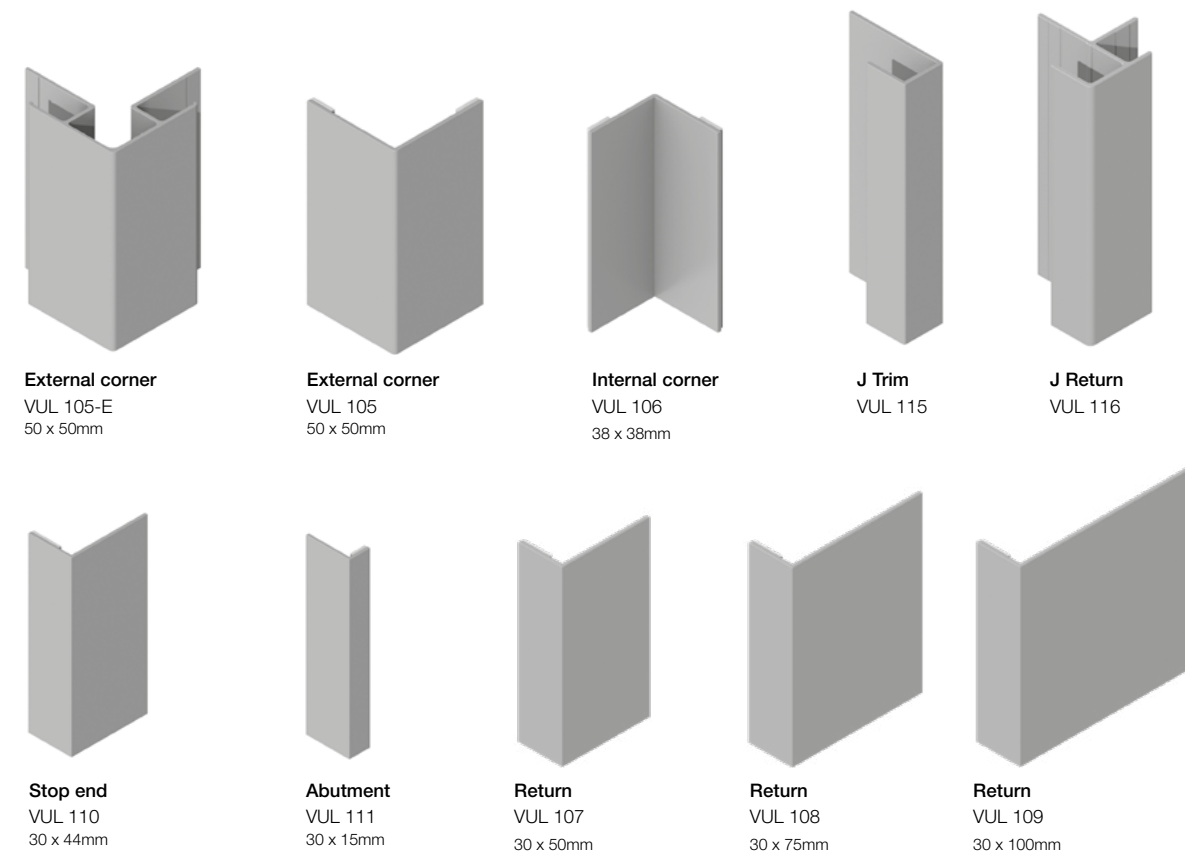 External corner
VUL 105-E
50 x 50mm
External corner
VUL 105
50 x 50mm
Internal corner
VUL 106
38 x 38mm
J Trim
VUL 115
J Return
VUL 116
Stop end
VUL 110
30 x 44mm
Abutment
VUL 111
30 x 15mm
Return
VUL 107
30 x 50mm
Return
VUL 108
30 x 75mm
Return
VUL 109
30 x 100mm